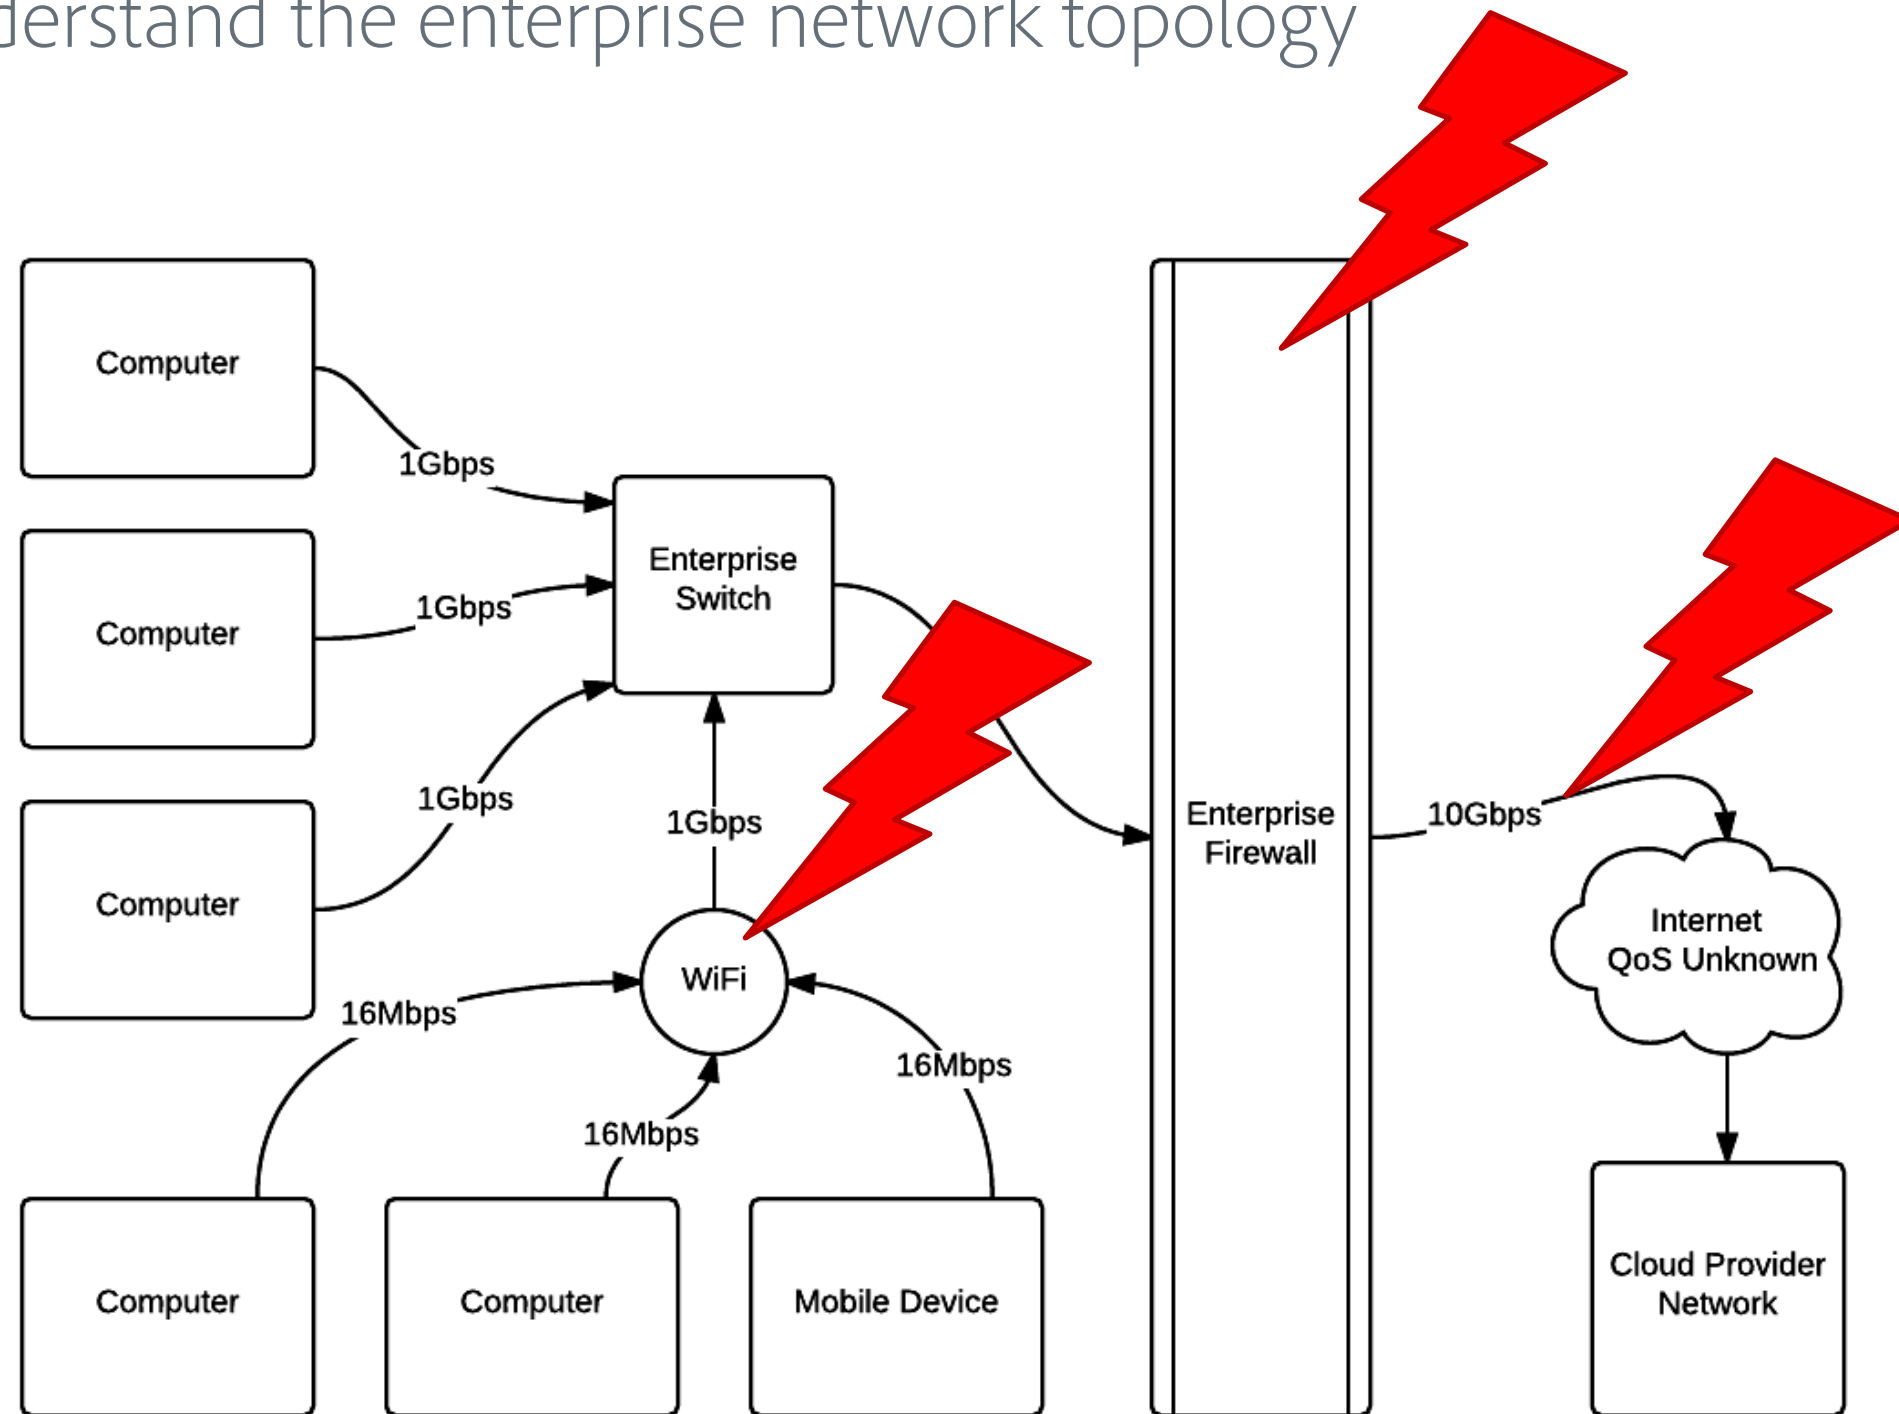 derstand the enterprise network topology
Computer
1Gbps
Computer
1Gbps
Computer
1Gbps
Enterprise
Switch
1Gbps
WiFi
16Mbps
16Mbps
16Mbps
Computer
Computer
Mobile Device
Enterprise
Firewall
10Gbps
Internet
QoS Unknown
Cloud Provider
Network